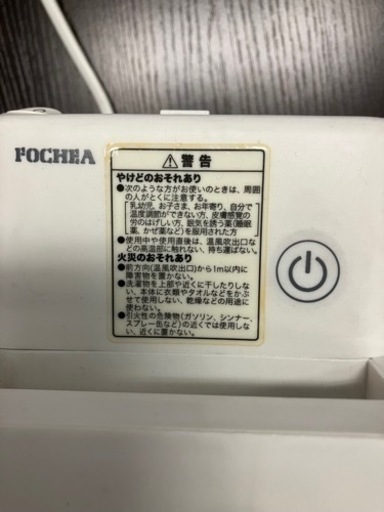 FOCHEA
⚠警告
やけどのおそれあり
●次のような方がお使いのときは、周囲
の人がとくに注意する。
[乳幼児、お子さま、お年寄り、自分で
温度調節ができない方、皮膚感覚の
労のはげしい方、眠気を誘う薬(睡眠
薬、かぜ薬など)を服用された方]
●使用中や使用直後は、温風吹出口など
の高温部に触れない、持ち運ばない。
火災のおそれあり
●前方向(温風吹出口)から1m以内に
障害物を置かない。
●洗濯物を上部や近くに干したりし
ない、本体に衣類やタオルなどをかぶ
せて使用しない、乾燥などの用途に
使わない。
●引火性の危険物(ガソリン、シンナー、
スプレー缶など)の近くでは使用しな
い、近くに置かない。